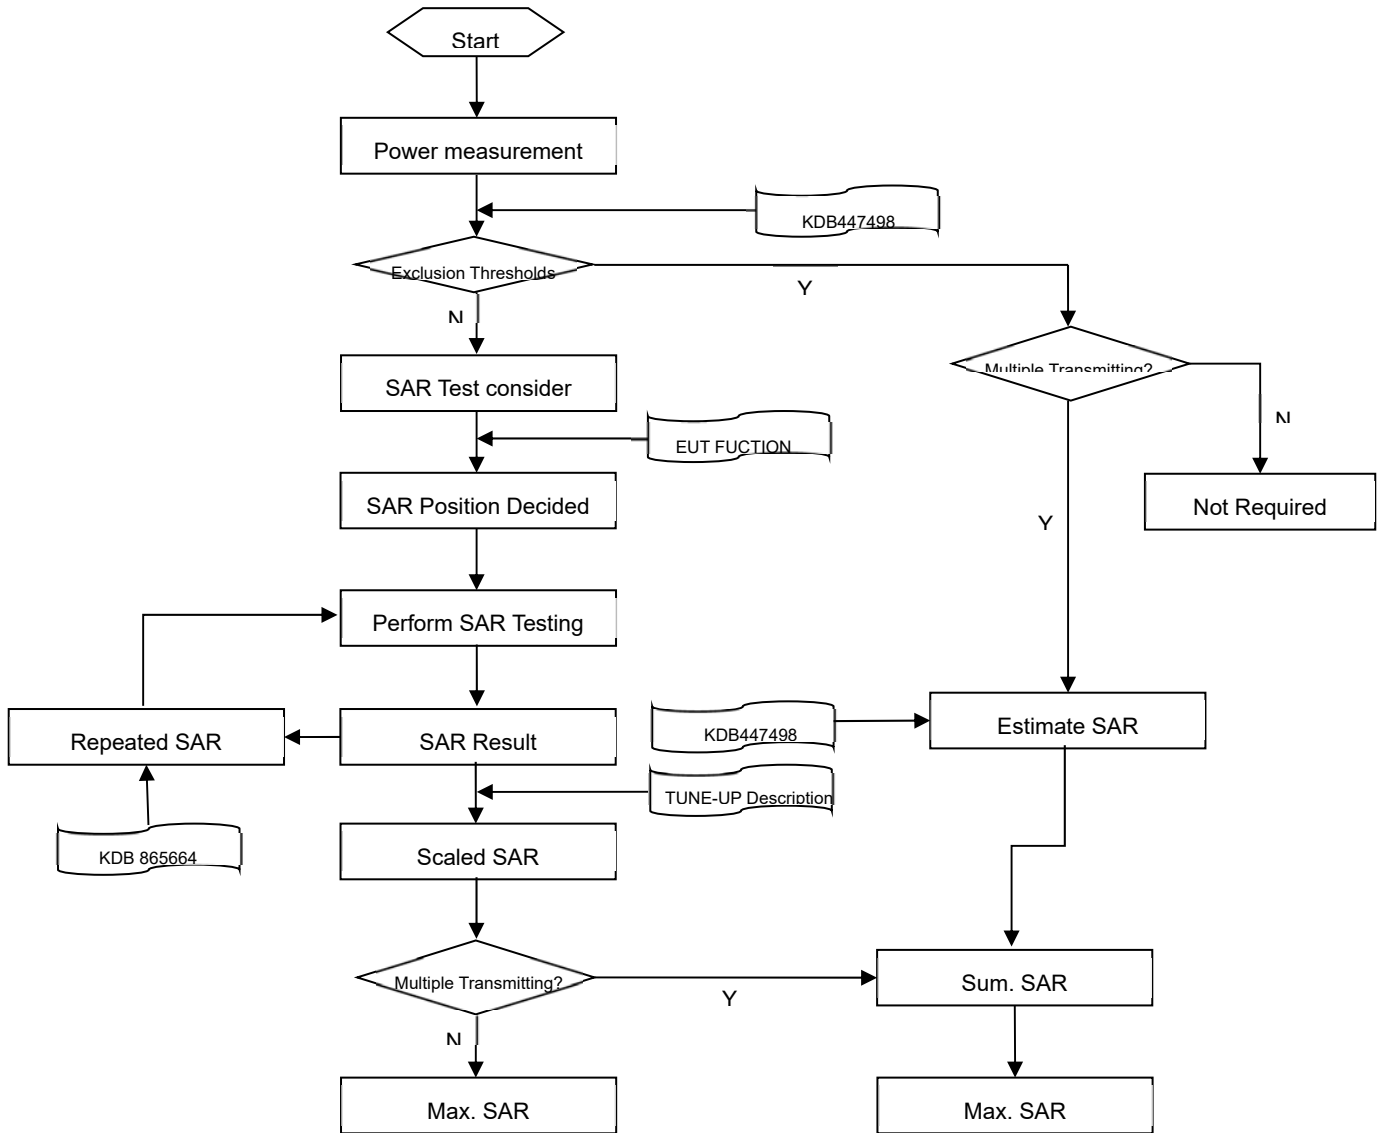 Start
Power measurement
KDB447498
Exclusion Thresholds
Y
N
Multiple Transmitting?
SAR Test consider
N
EUT FUCTION
SAR Position Decided
Not Required
Y
Perform SAR Testing
Repeated SAR
SAR Result
KDB447498
Estimate SAR
TUNE-UP Description
KDB 865664
Scaled SAR
Multiple Transmitting?
Y
Sum. SAR
N
Max. SAR
Max. SAR